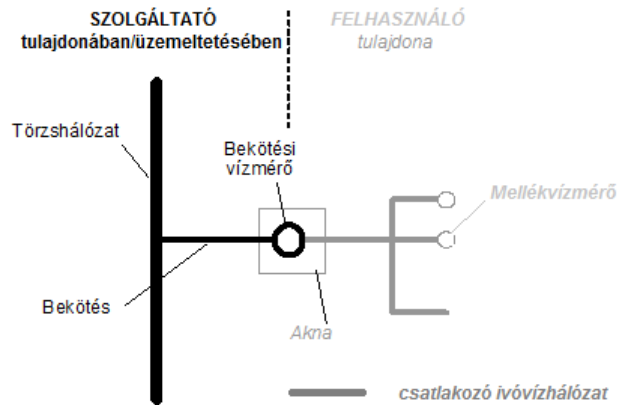 SZOLGÁLTATÓ
tulajdonában/üzemeltetésében
FELHASZNÁLÓ
tulajdona
Törzshálózat
Bekötési
vízmérő
Mellékvízmérő
Bekötés
Akna
csatlakozó ivóvízhálózat